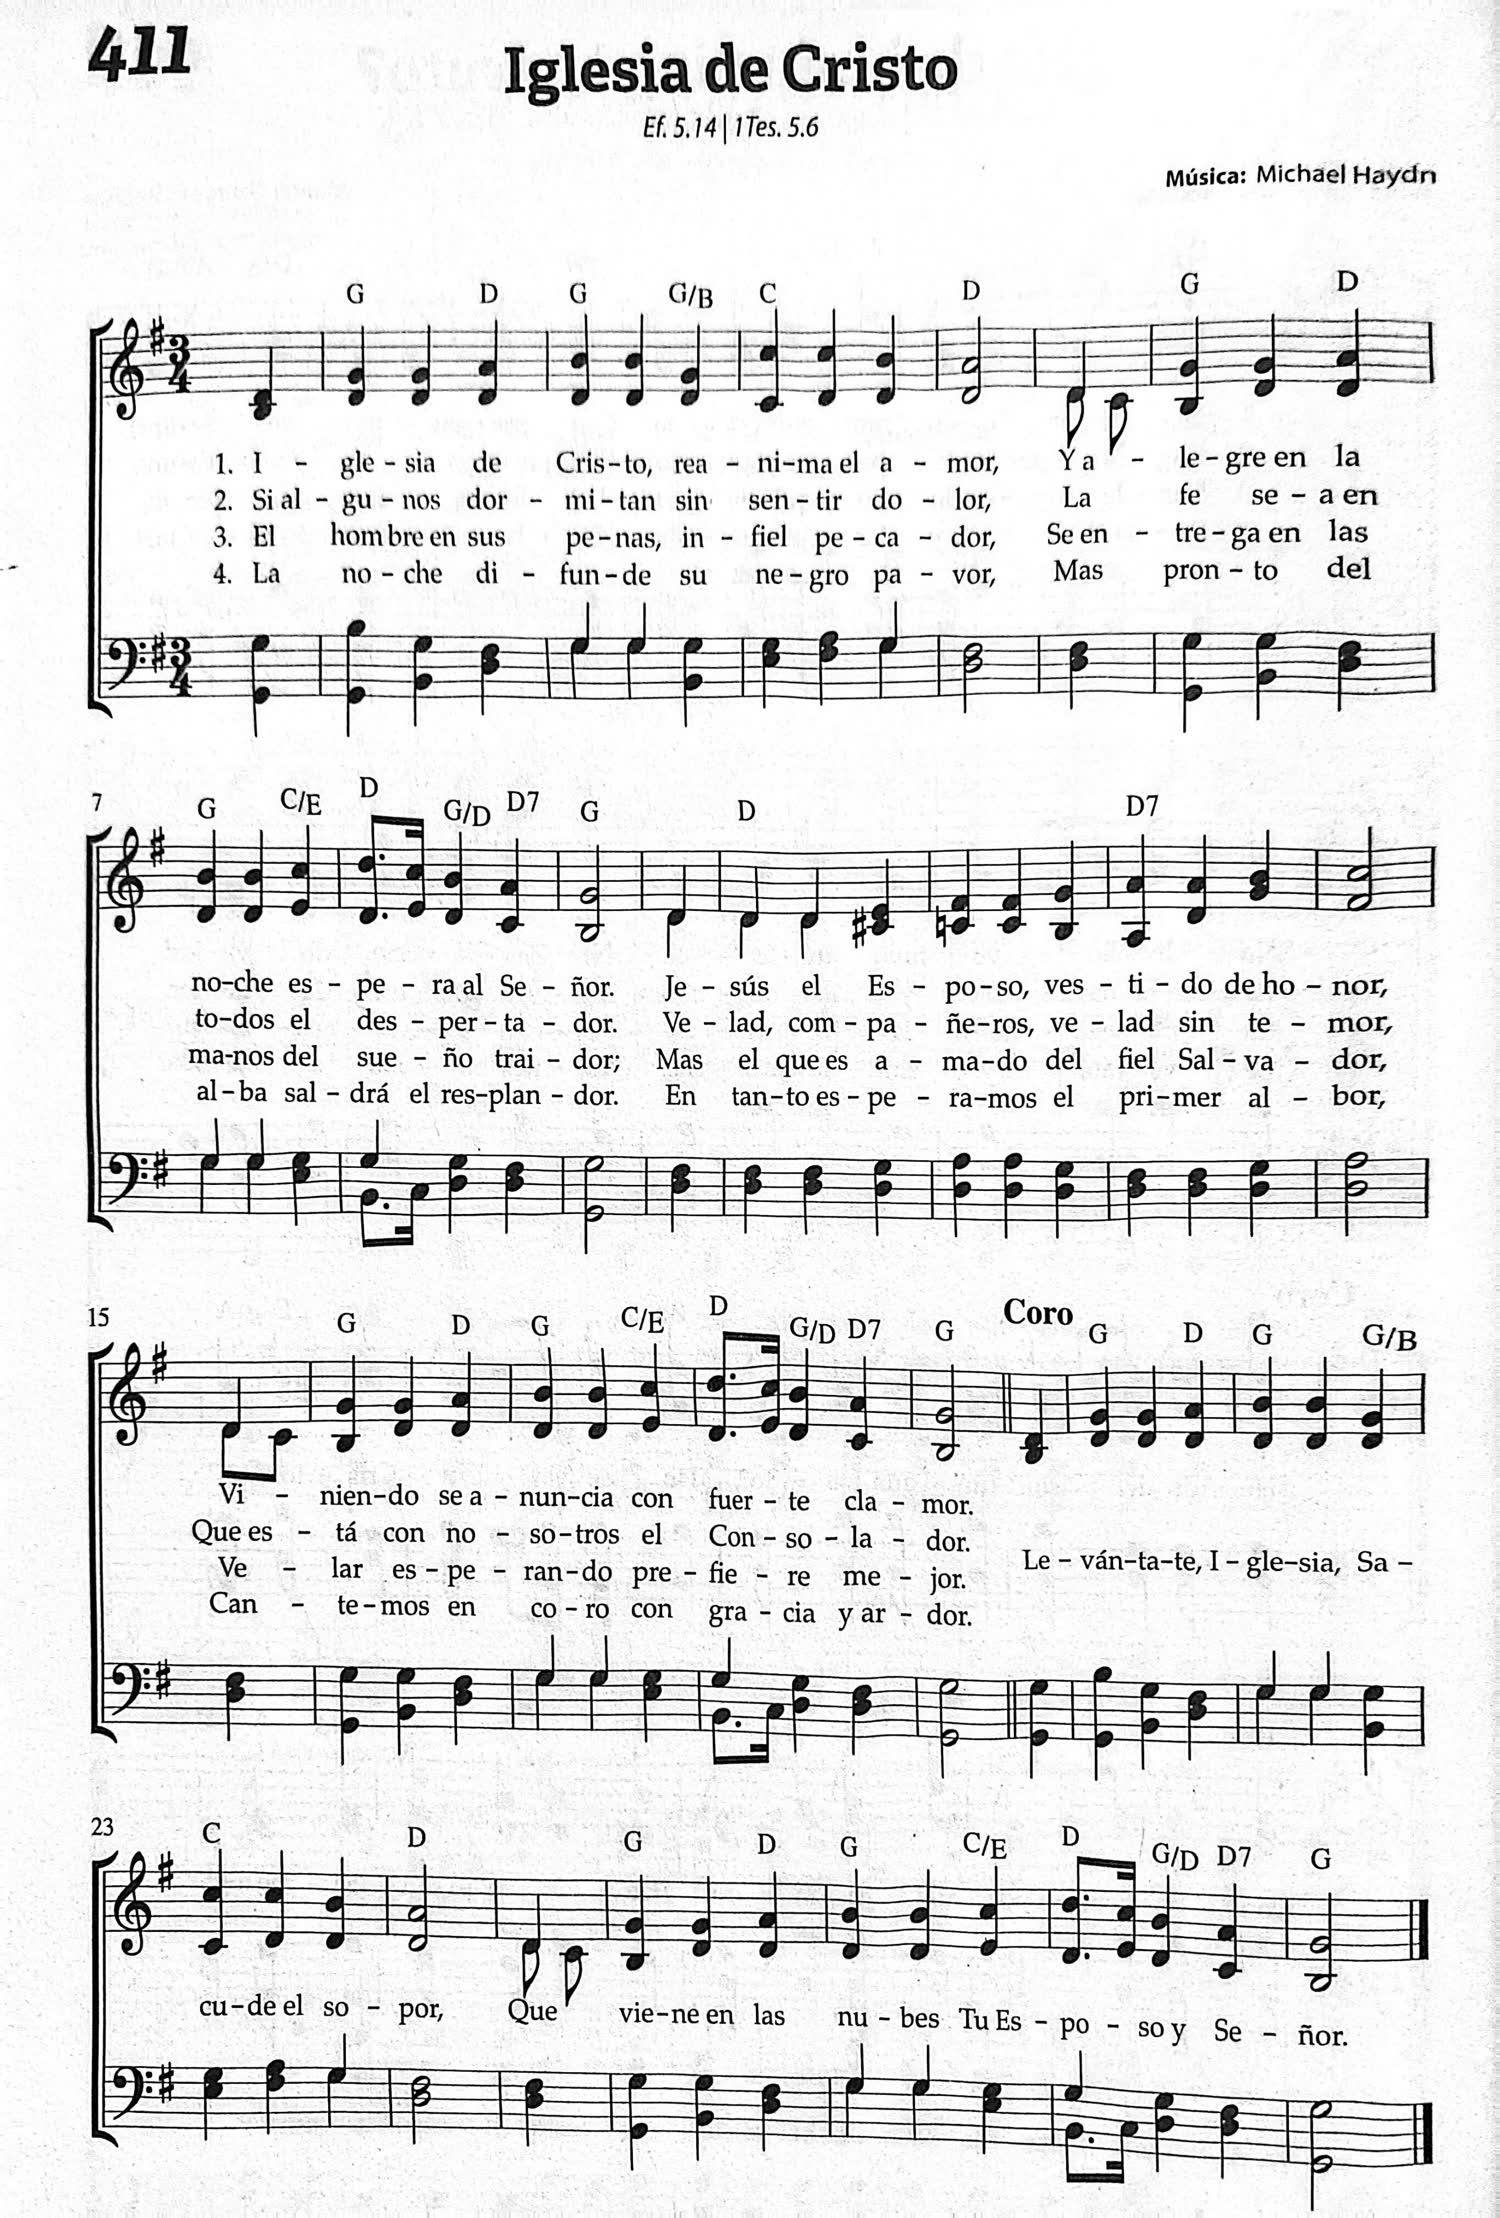 411
Iglesia de Cristo
Ef. 5.14 | 1Tes. 5.6
Música: Michael Haydn
G D G G/B C D G D
3/4
1. I - gle - sia de Cris-to, rea - ni-ma el a - mor, Y a - le-gre en la
2. Si al - gu - nos dor - mi-tan sin sen-tir do - lor, La fe se - a en
3. El hombre en sus pe-nas, in - fiel pe-ca - dor, Se en - tre-ga en las
4. La no - che di - fun-de su ne-gro pa - vor, Mas pron - to del
3/4
7
G C/E D G/D D7 G D D7
no-che es - pe - ra al Se - ñor. Je - sús el Es - po-so, ves - ti - do de ho - nor,
to-dos el des - per-ta - dor. Ve - lad, com - pa - ñe-ros, ve - lad sin te - mor,
ma-nos del sue - ño trai - dor; Mas el que es a - ma-do del fiel Sal-va - dor,
al-ba sal - drá el res-plan - dor. En tan-to es - pe - ra-mos el pri-mer al - bor,
15
G D G C/E D G/D D7 G Coro G D G G/B
Vi - nien-do se a - nun-cia con fuer - te cla - mor.
Que es - tá con no - so-tros el Con - so - la - dor.
Ve - lar es - pe - ran-do pre - fie - re me - jor.
Can - te-mos en co - ro con gra - cia y ar - dor.
Le - ván-ta-te, I - gle-sia, Sa -
23
C D G D G C/E D G/D D7 G
cu-de el so - por, Que vie-ne en las nu - bes Tu Es - po - so y Se - ñor.